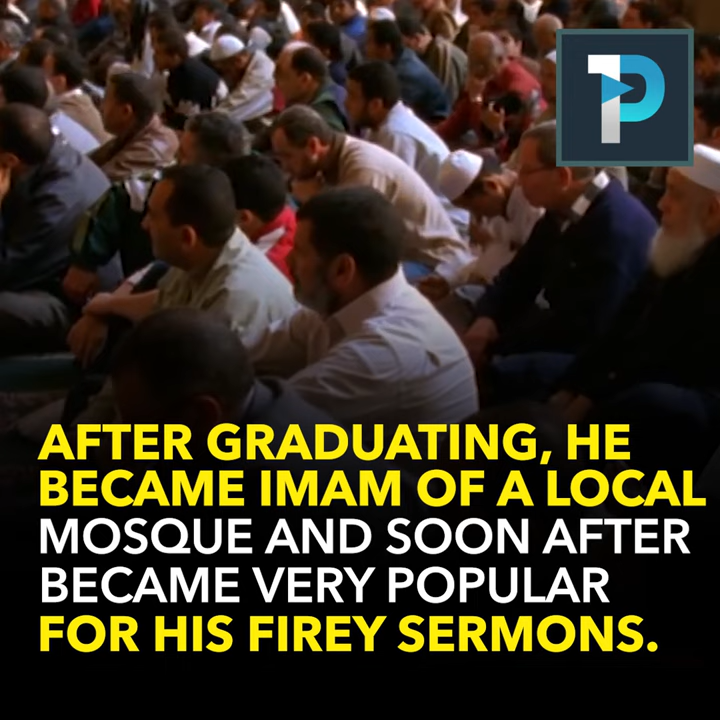 AFTER GRADUATING, HE
BECAME IMAM OF A LOCAL
MOSQUE AND SOON AFTER
BECAME VERY POPULAR
FOR HIS FIREY SERMONS.